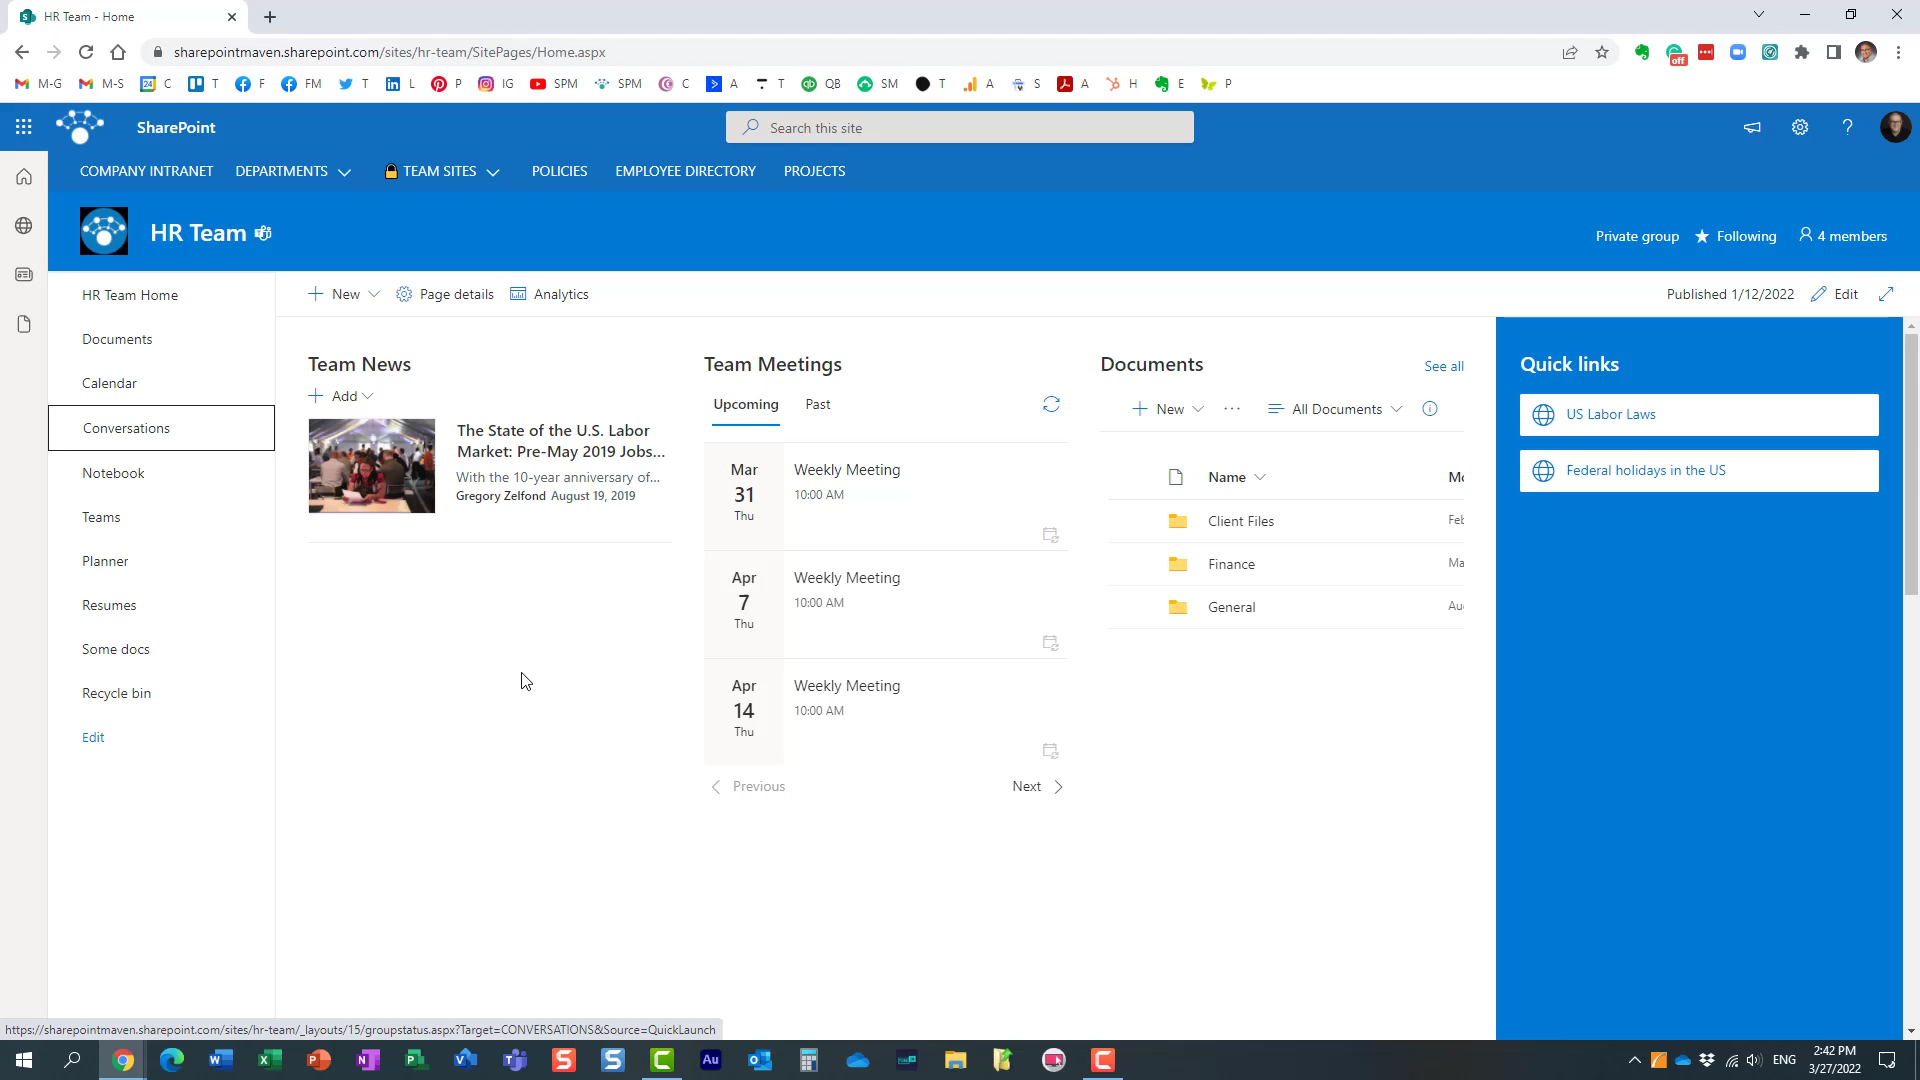 HR Team - Home
sharepointmaven.sharepoint.com/sites/hr-team/SitePages/Home.aspx
off
M-G
M-S
24
C
T
F
FM
T
L
P
IG
SPM
SPM
C
A
T
QB
SM
T
A
S
A
H
E
P
SharePoint
Search this site
COMPANY INTRANET
DEPARTMENTS
TEAM SITES
POLICIES
EMPLOYEE DIRECTORY
PROJECTS
HR Team
Private group
Following
4 members
HR Team Home
Documents
Calendar
Conversations
Notebook
Teams
Planner
Resumes
Some docs
Recycle bin
Edit
New
Page details
Analytics
Published 1/12/2022
Edit
Team News
Add
The State of the U.S. Labor
Market: Pre-May 2019 Jobs...
With the 10-year anniversary of...
Gregory Zelfond August 19, 2019
Team Meetings
Upcoming
Past
Mar
31
Thu
Weekly Meeting
10:00 AM
Apr
7
Thu
Weekly Meeting
10:00 AM
Apr
14
Thu
Weekly Meeting
10:00 AM
Previous
Next
Documents
See all
New
All Documents
Name
Mo
Client Files
Feb
Finance
Ma
General
Aug
Quick links
US Labor Laws
Federal holidays in the US
https://sharepointmaven.sharepoint.com/sites/hr-team/_layouts/15/groupstatus.aspx?Target=CONVERSATIONS&Source=QuickLaunch
Au
ENG
2:42 PM
3/27/2022